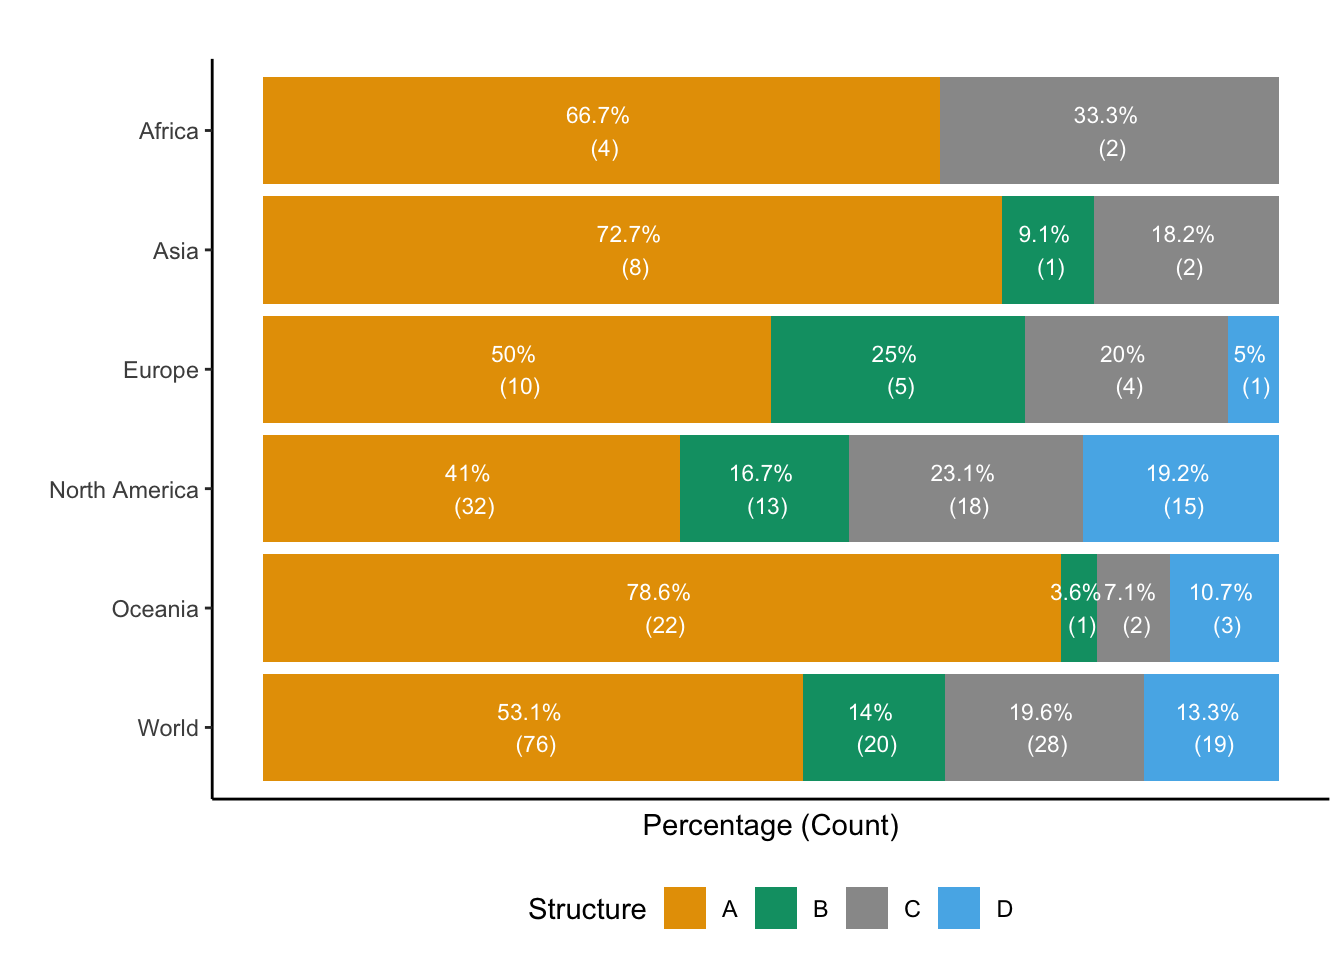 Africa
66.7% 33.3%
(4) (2)
Asia
72.7% 9.1% 18.2%
(8) (1) (2)
Europe
50% 25% 20% 5%
(10) (5) (4) (1)
North America
41% 16.7% 23.1% 19.2%
(32) (13) (18) (15)
Oceania
78.6% 3.6% 7.1% 10.7%
(22) (1) (2) (3)
World
53.1% 14% 19.6% 13.3%
(76) (20) (28) (19)
Percentage (Count)
Structure A B C D